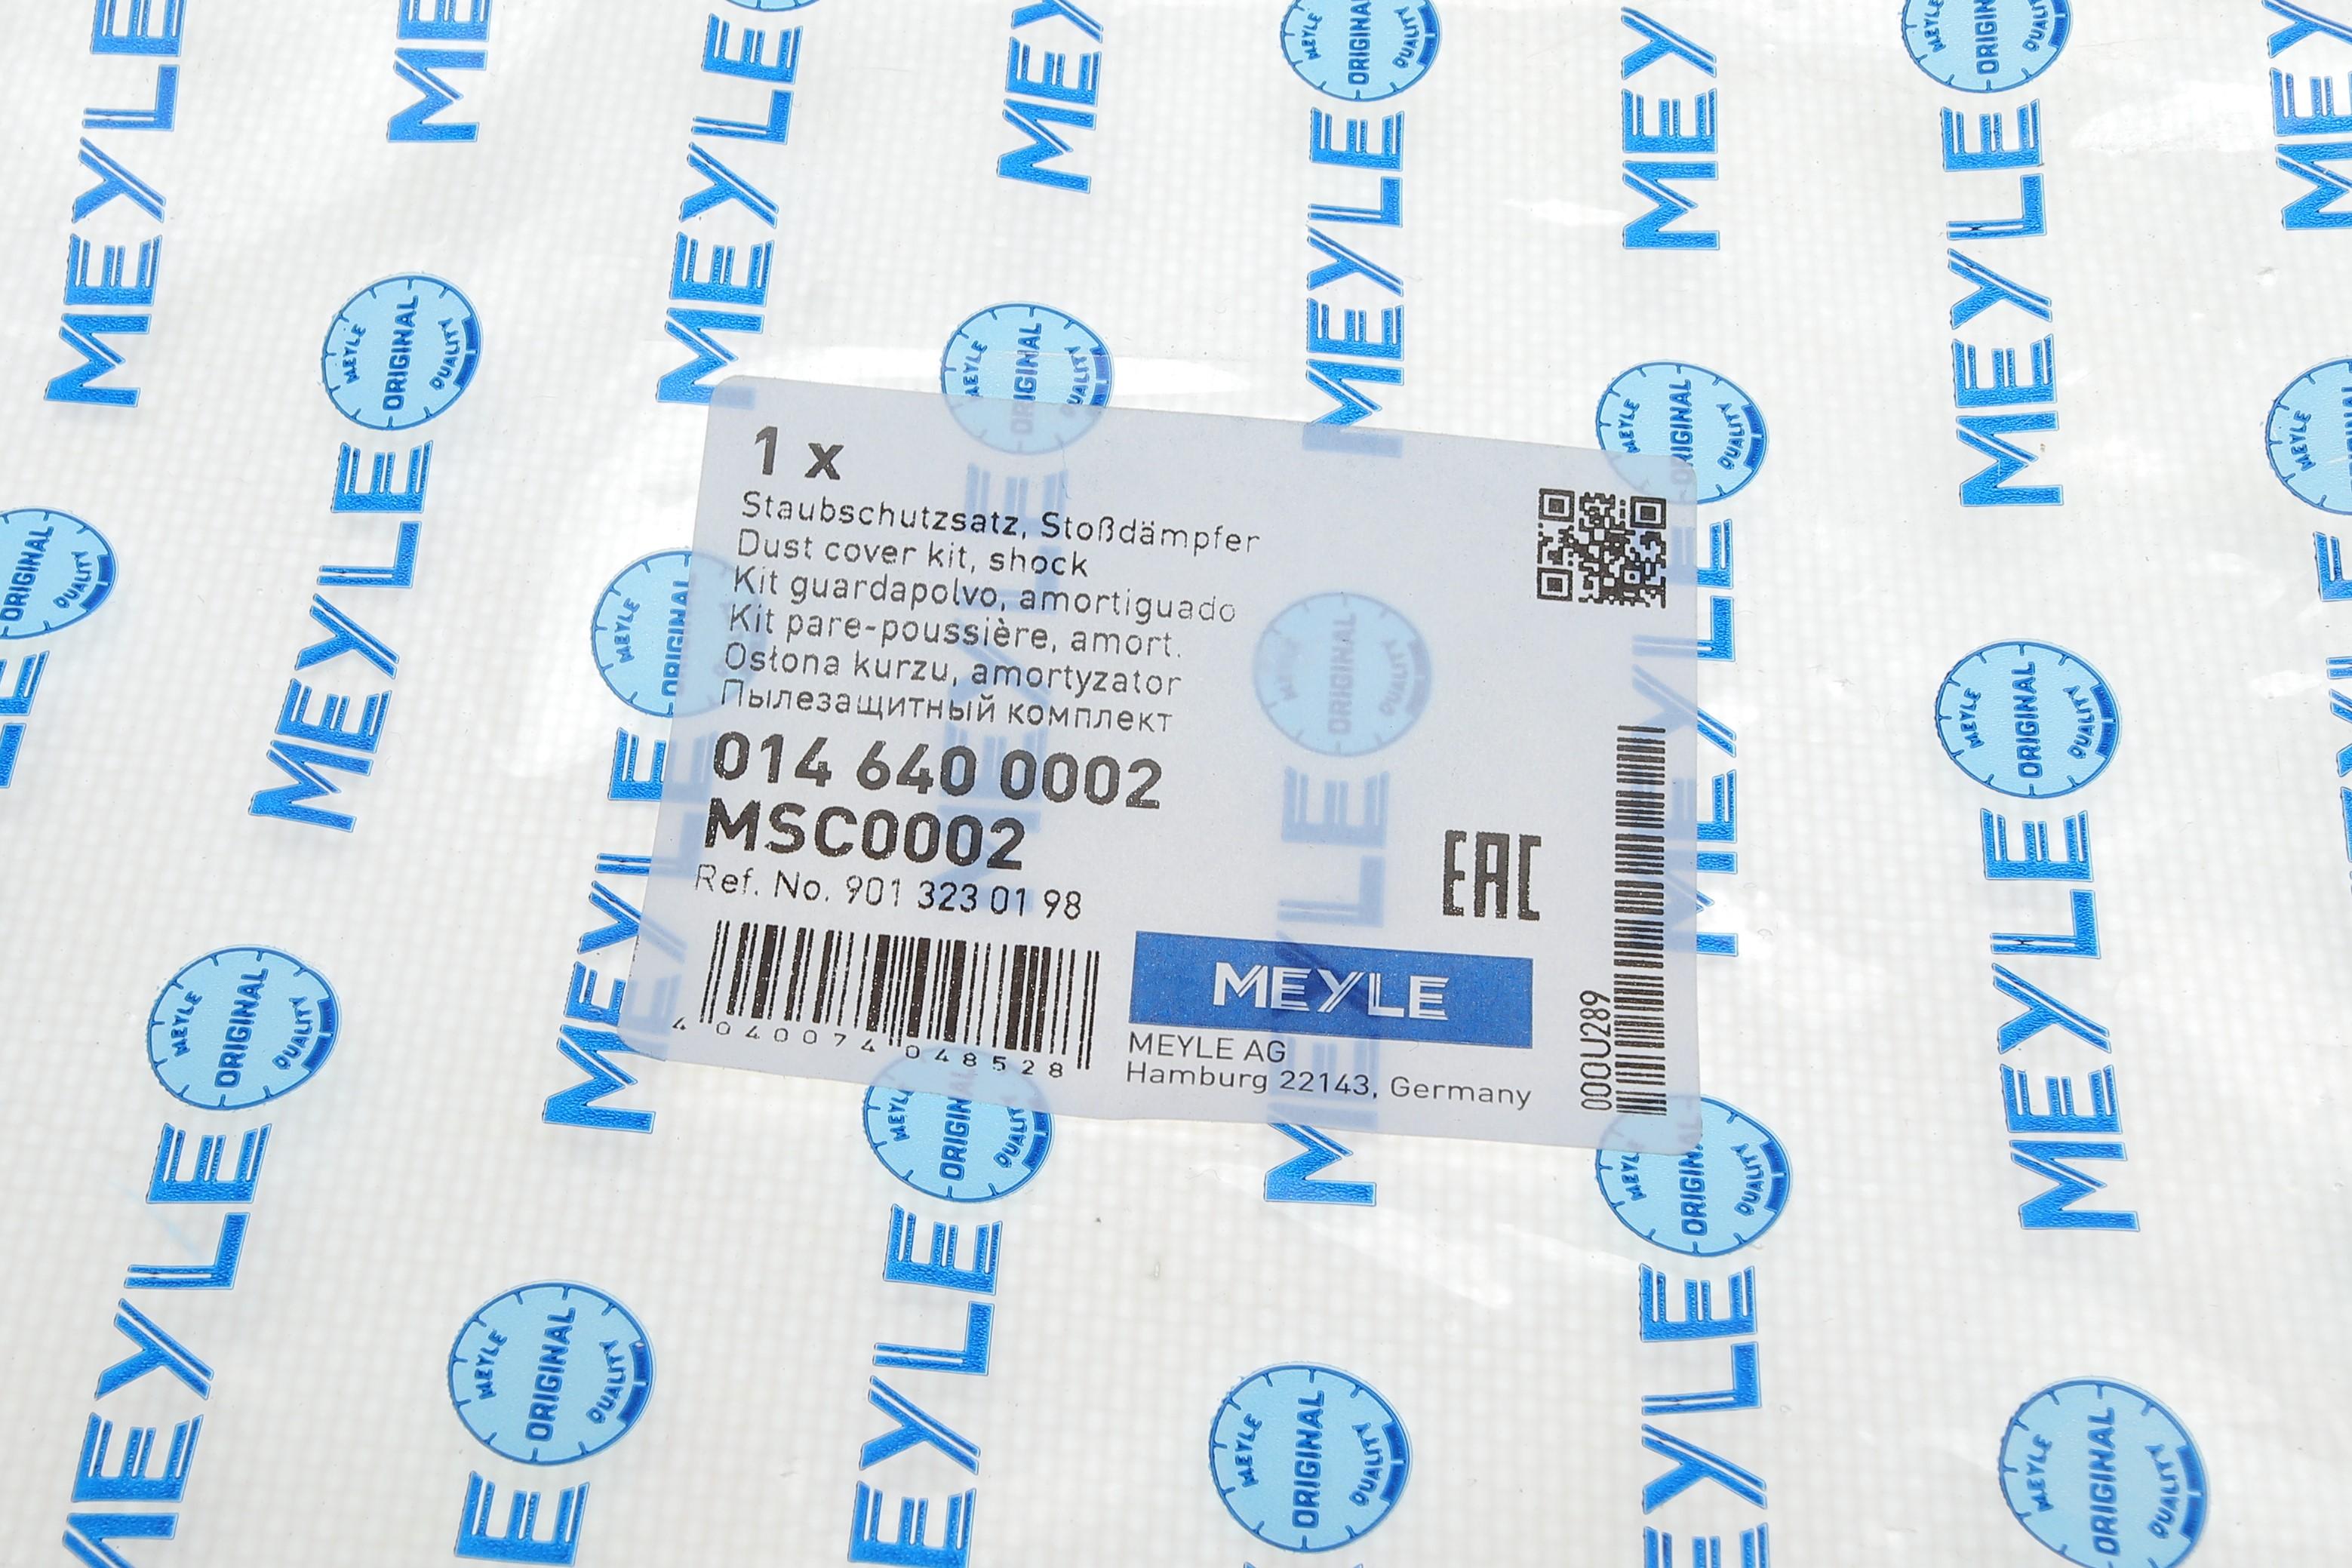 1 x
Staubschutzsatz, Stoßdämpfer
Dust cover kit, shock
Kit guardapolvo, amortiguado
Kit pare-poussière, amort.
Osłona kurzu, amortyzator
Пылезащитный комплект
014 640 0002
MSC0002
Ref. No. 901 323 01 98
4 040074 048528
EAC
MEYLE
MEYLE AG
Hamburg 22143, Germany
000U289
MEYLE
MEYLE ORIGINAL QUALITY